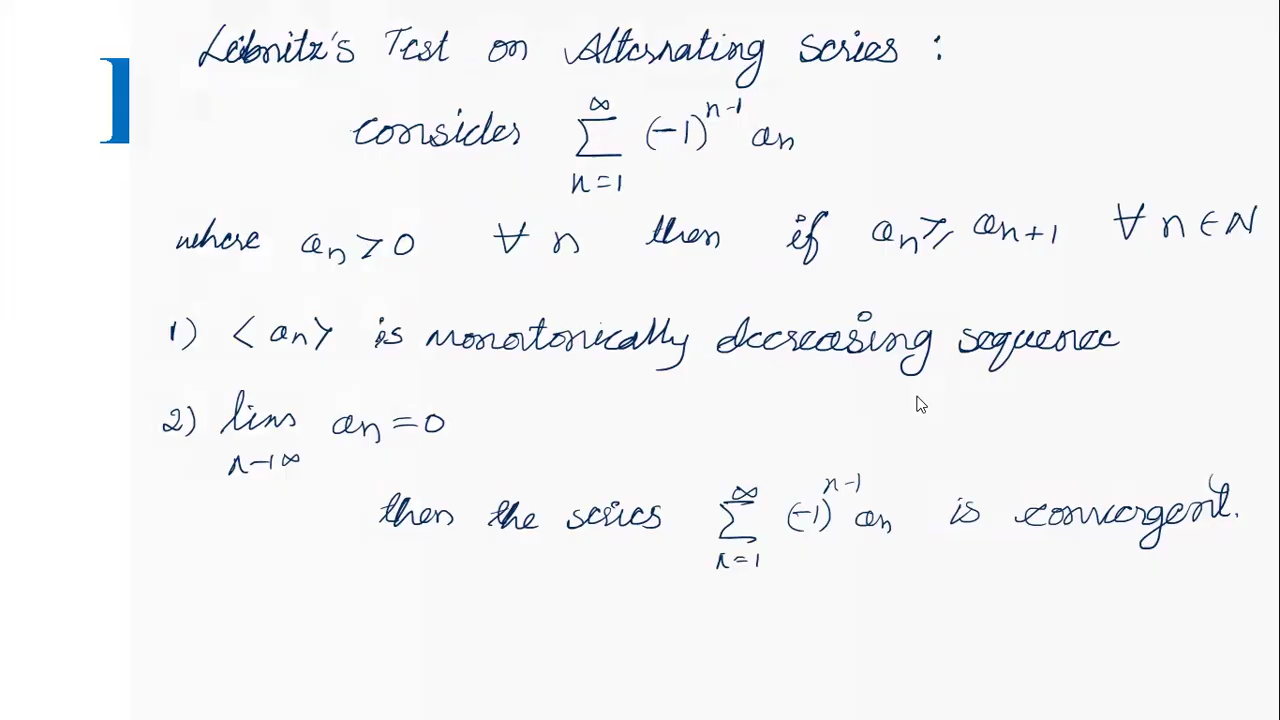 Leibnitz's Test on Alternating series :
consider ∑_{n=1}^{∞} (-1)^{n-1} an
where an > 0 ∀ n then if an ≥ an+1 ∀ n ∈ N
1) <an> is monotonically decreasing sequence
2) lim_{n→∞} an = 0
then the series ∑_{n=1}^{∞} (-1)^{n-1} an is convergent.